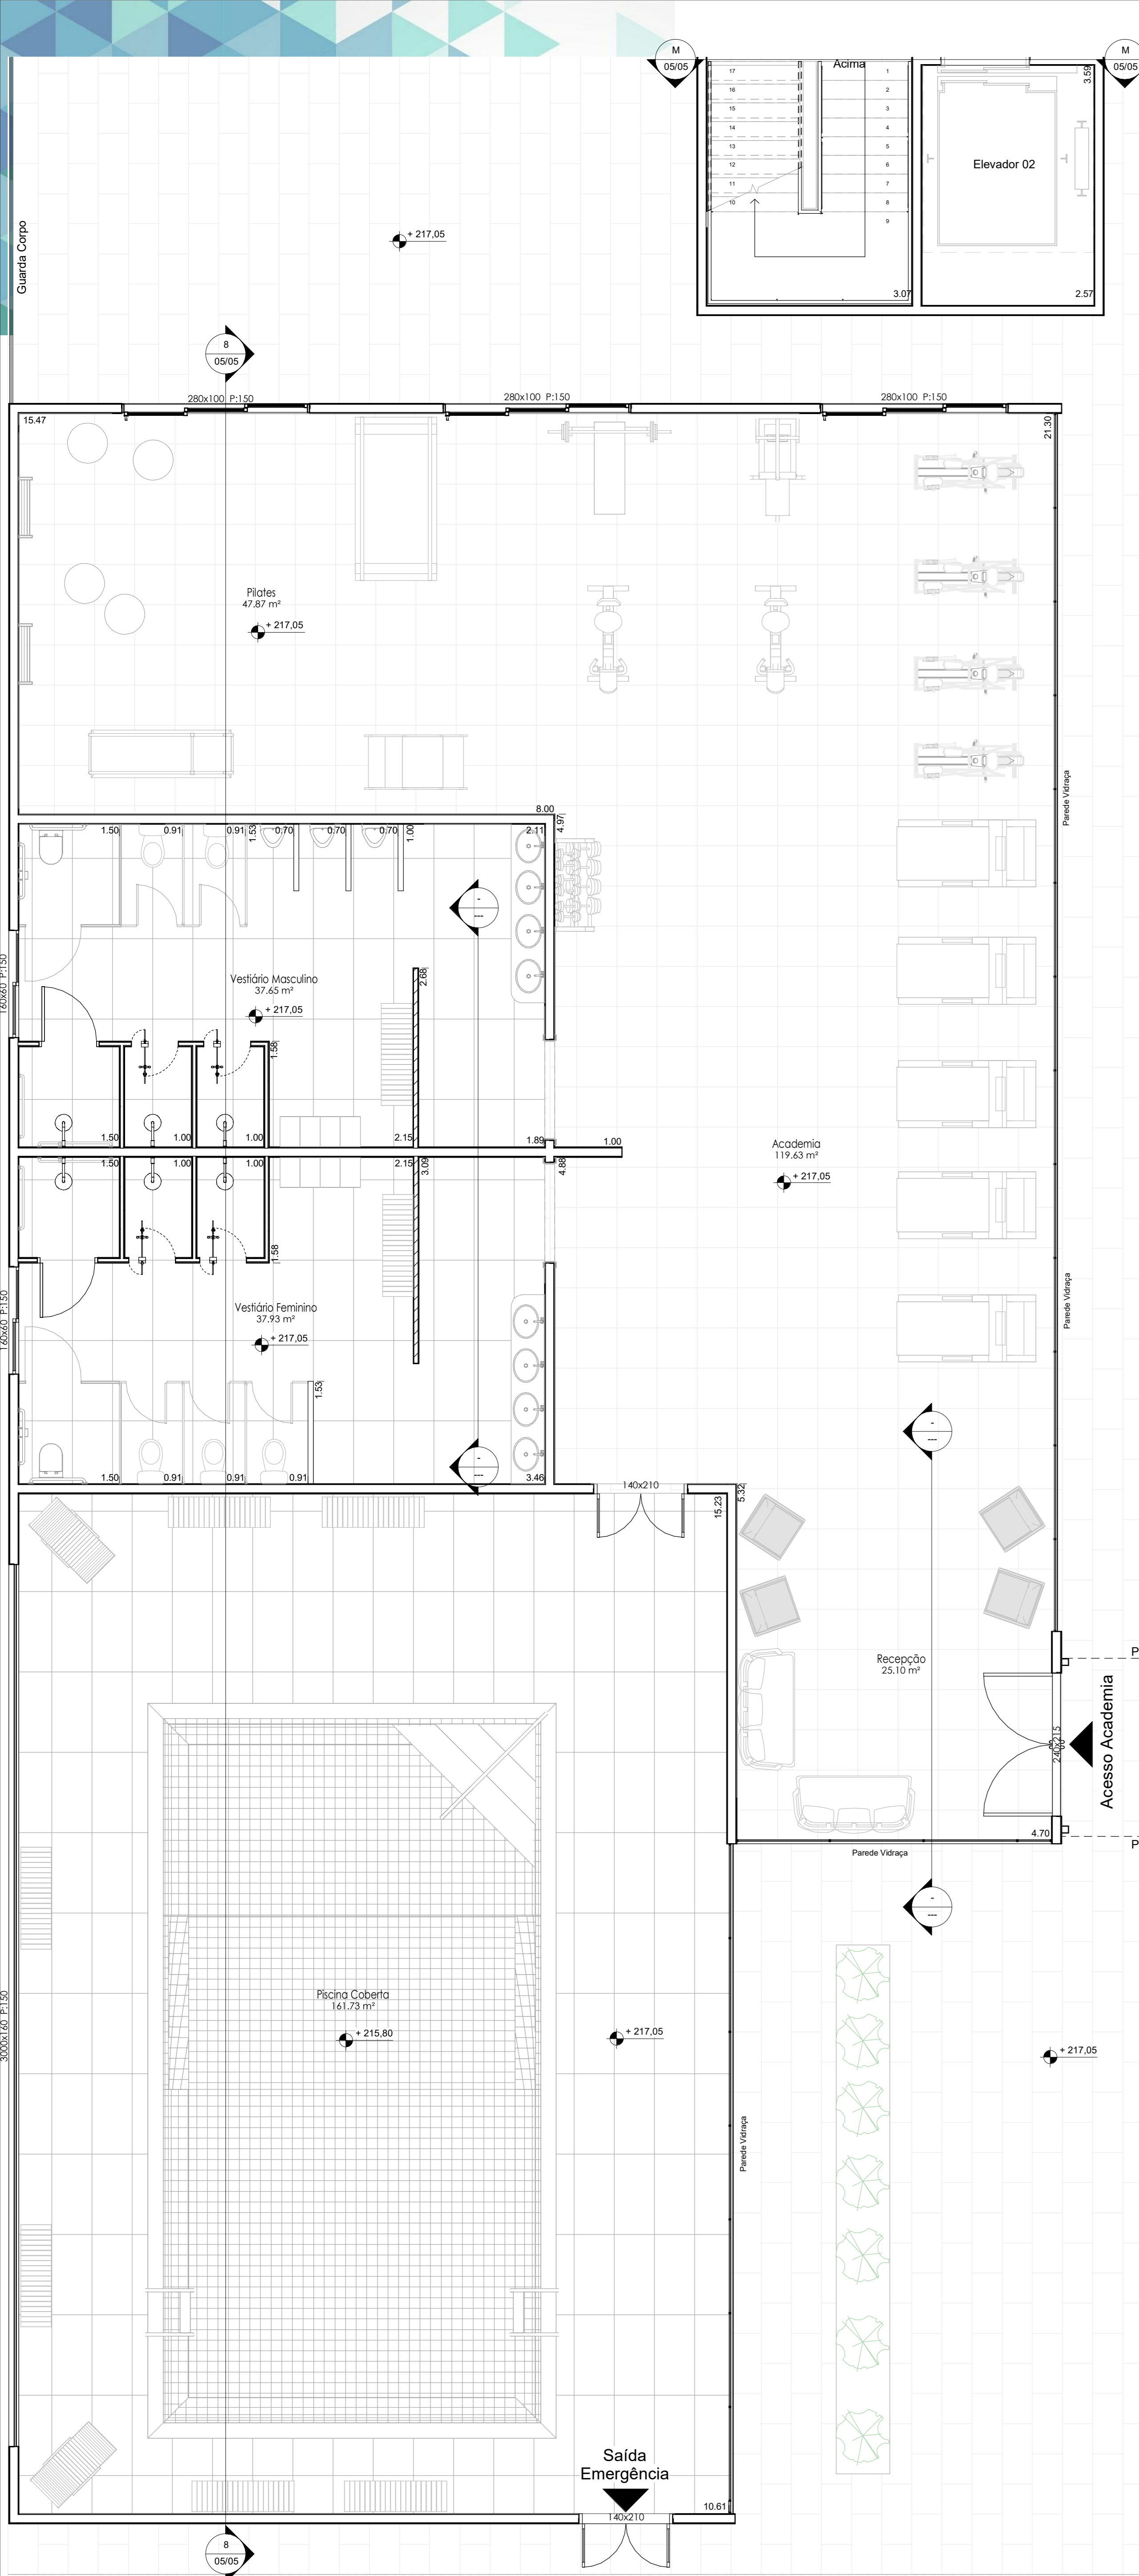 M
05/05
M
05/05
Acima
17
16
15
14
13
12
11
10
1
2
3
4
5
6
7
8
9
3.59
Elevador 02
3.07
2.57
Guarda Corpo
+ 217,05
8
05/05
280x100 P:150
280x100 P:150
280x100 P:150
15.47
21.30
Pilates
47.87 m²
+ 217,05
Parede Vidraça
8.00
4.97
1.50
0.91
0.91
1.53
0.70
0.70
0.70
1.00
2.11
-
---
160x60 P:150
Vestiário Masculino
37.65 m²
+ 217,05
2.68
1.58
1.50
1.00
1.00
2.15
1.89
1.00
Academia
119.63 m²
+ 217,05
1.50
1.00
1.00
2.15
3.09
4.88
1.58
Parede Vidraça
160x60 P:150
Vestiário Feminino
37.93 m²
+ 217,05
1.53
-
---
-
---
1.50
0.91
0.91
0.91
3.46
140x210
15.23
5.32
Recepção
25.10 m²
P
240x215
Acesso Academia
4.70
P
Parede Vidraça
-
---
3000x160 P:150
Piscina Coberta
161.73 m²
+ 215,80
+ 217,05
+ 217,05
Parede Vidraça
Saída
Emergência
10.61
140x210
8
05/05